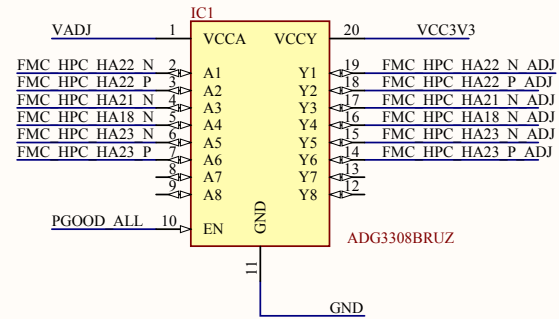 IC1
VADJ 1 VCCA VCCY 20 VCC3V3
FMC_HPC_HA22_N 2 A1 Y1 19 FMC_HPC_HA22_N_ADJ
FMC_HPC_HA22_P 3 A2 Y2 18 FMC_HPC_HA22_P_ADJ
FMC_HPC_HA21_N 4 A3 Y3 17 FMC_HPC_HA21_N_ADJ
FMC_HPC_HA18_N 5 A4 Y4 16 FMC_HPC_HA18_N_ADJ
FMC_HPC_HA23_N 6 A5 Y5 15 FMC_HPC_HA23_N_ADJ
FMC_HPC_HA23_P 7 A6 Y6 14 FMC_HPC_HA23_P_ADJ
8 A7 Y7 13
9 A8 Y8 12
PGOOD_ALL 10 EN GND
ADG3308BRUZ
11
GND